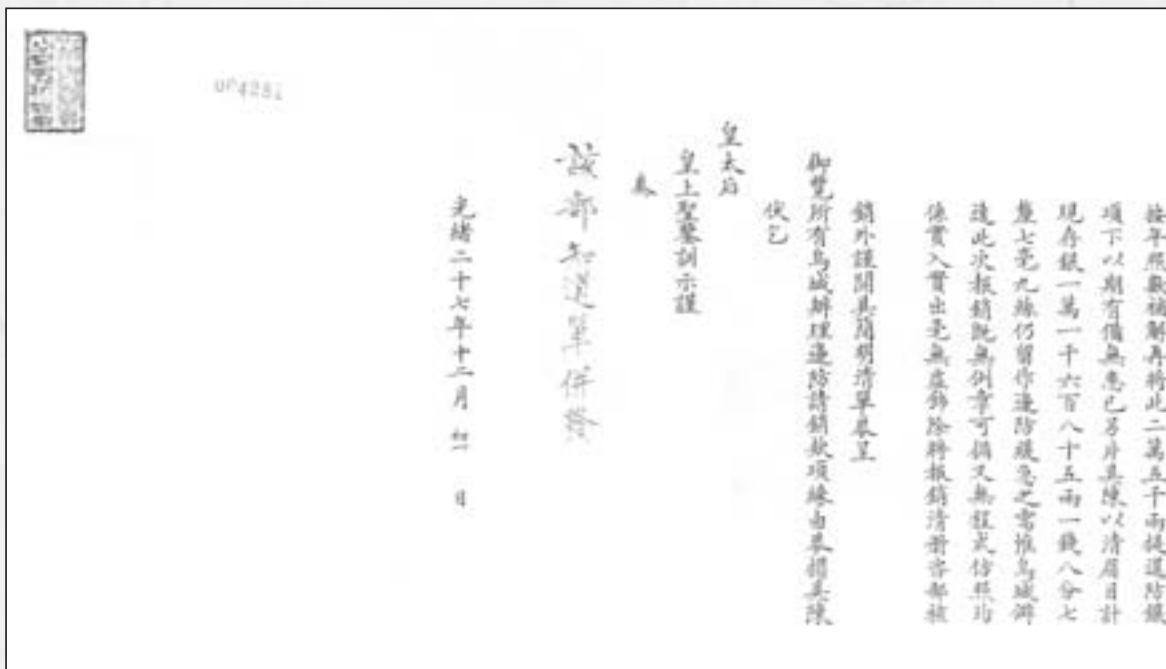 按年照數補解再將此二萬五千兩提還防饟
項下以期有備無患已另片具陳以清眉目計
現存銀一萬一千六百八十五兩一錢八分七
釐七毫九絲仍留作邊防緩急之需惟烏城辦
邊此次報銷既無例章可循又無程式仿照均
係實入實出毫無虛飾除將報銷清冊咨部核
銷外謹開具簡明清單恭呈
御覽所有烏城辦理邊防請銷款項緣由恭摺具陳
伏乞
皇太后
皇上聖鑒訓示謹
奏
該部知道單併發
光緒二十七年十二月 初一 日
004281